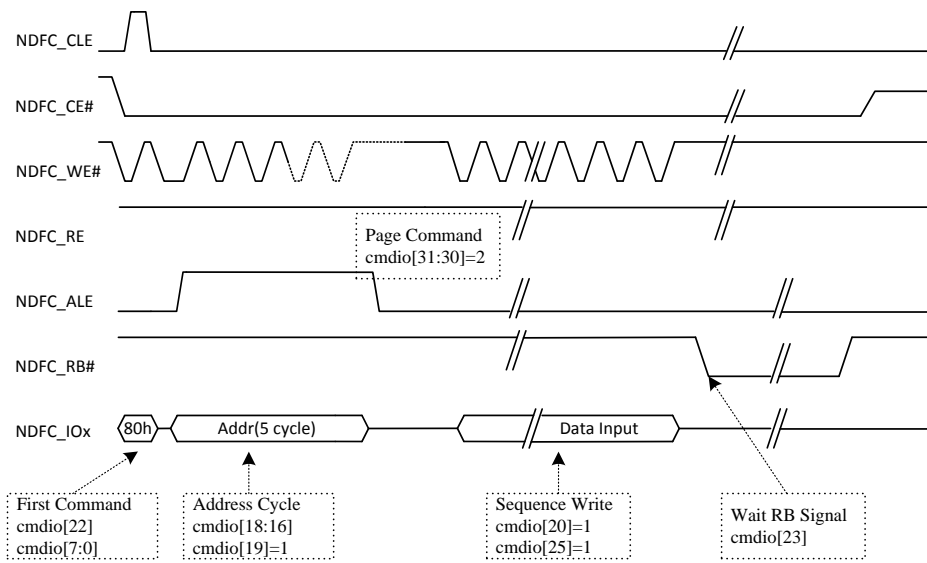 NDFC_CLE
NDFC_CE#
NDFC_WE#
NDFC_RE
Page Command
cmdio[31:30]=2
NDFC_ALE
NDFC_RB#
NDFC_IOx
80h
Addr(5 cycle)
Data Input
First Command
cmdio[22]
cmdio[7:0]
Address Cycle
cmdio[18:16]
cmdio[19]=1
Sequence Write
cmdio[20]=1
cmdio[25]=1
Wait RB Signal
cmdio[23]